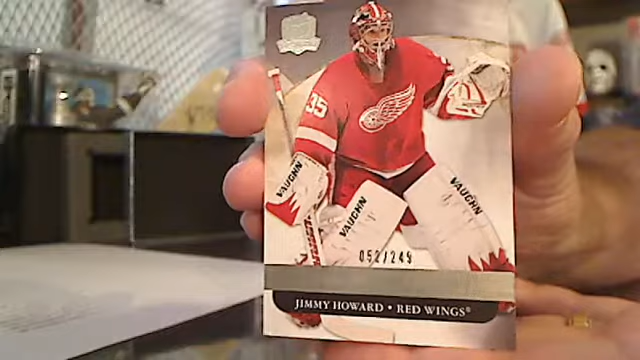 35
VAUGHN
VAUGHN
VAUGHN
052/249
JIMMY HOWARD • RED WINGS®